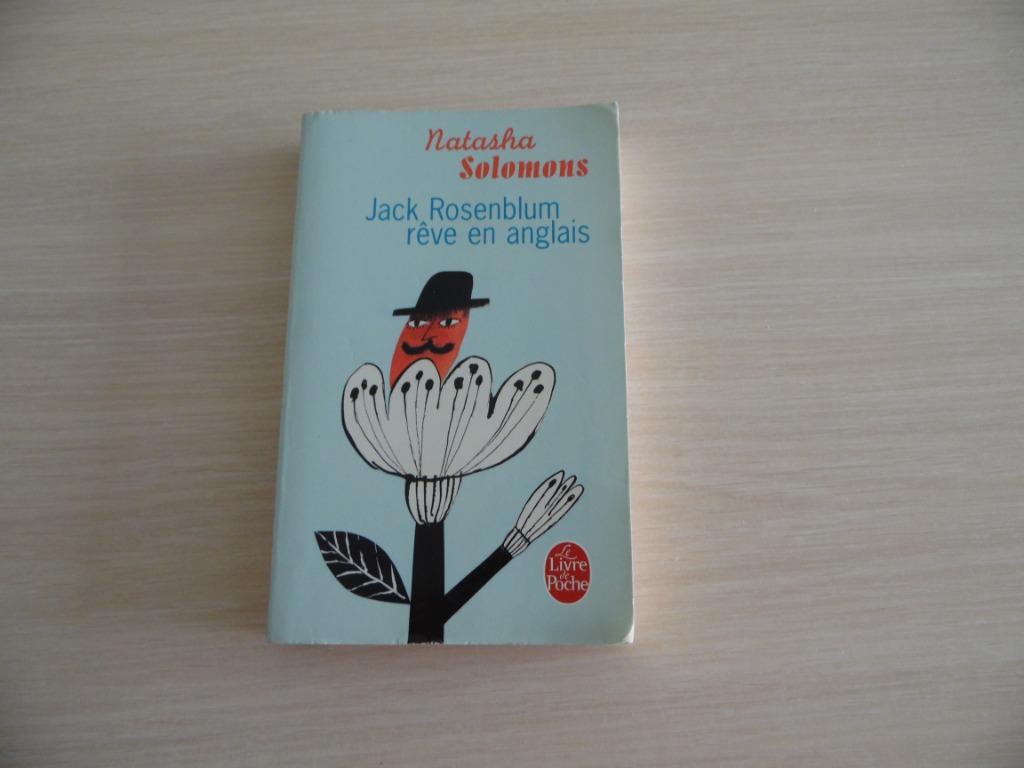 Natasha
Solomons
Jack Rosenblum
rêve en anglais
Le
Livre
de
Poche